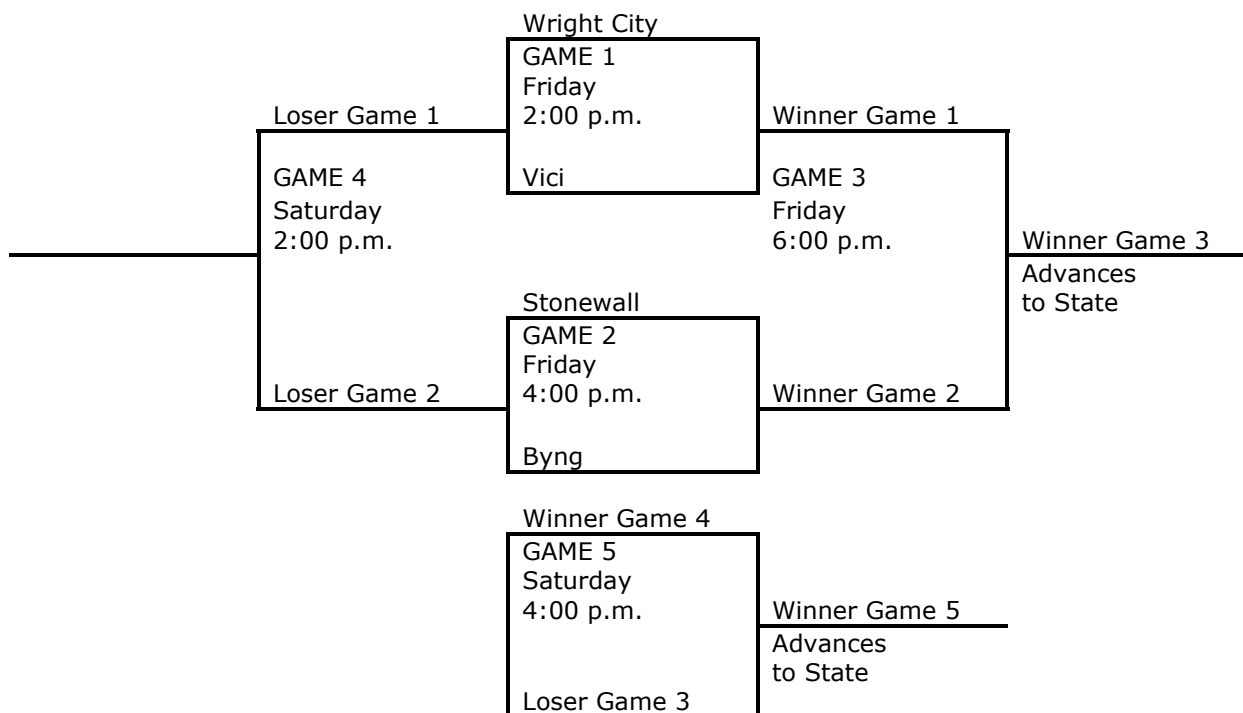 Wright City
GAME 1
Friday
2:00 p.m.
Vici
Loser Game 1
Winner Game 1
GAME 4
Saturday
2:00 p.m.
GAME 3
Friday
6:00 p.m.
Winner Game 3
Advances
to State
Stonewall
GAME 2
Friday
4:00 p.m.
Byng
Loser Game 2
Winner Game 2
Winner Game 4
GAME 5
Saturday
4:00 p.m.
Loser Game 3
Winner Game 5
Advances
to State